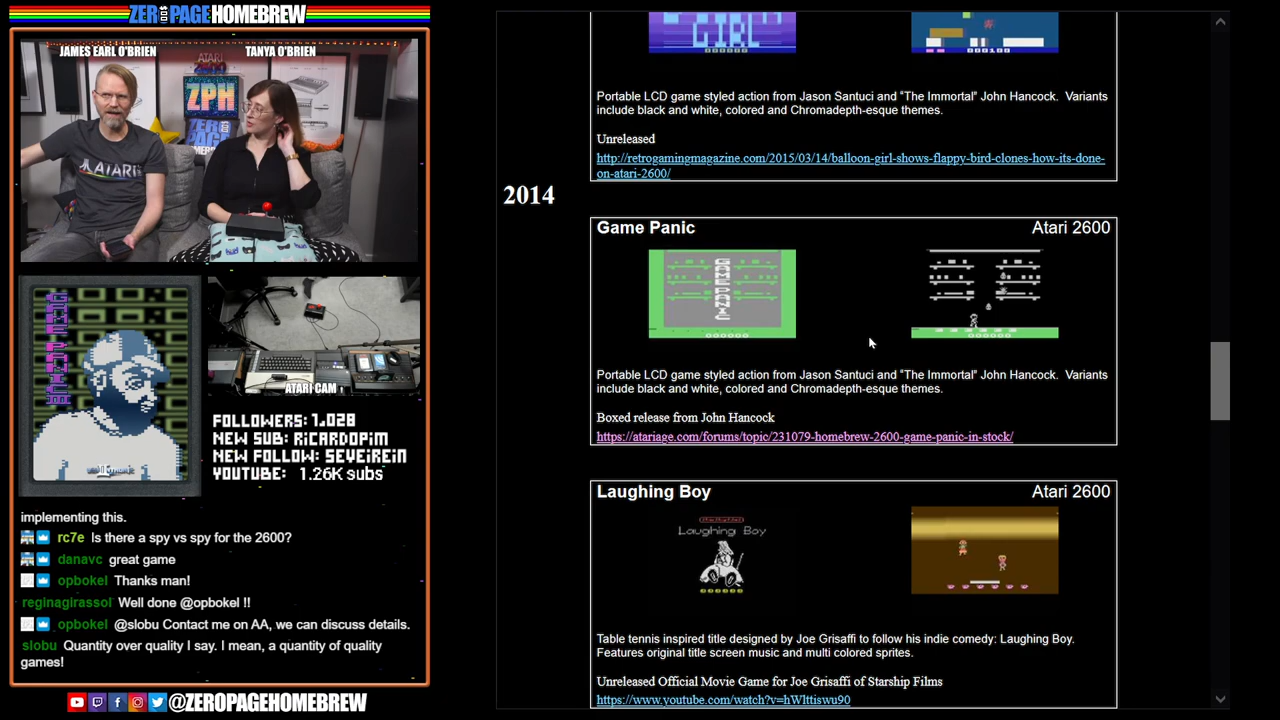 ZEROPAGEHOMEBREW
JAMES EARL O'BRIEN
TANYA O'BRIEN
ATARI
ZPH
ATARI
GAME PANIC
ATARI CAM
FOLLOWERS: 1,028
NEW SUB: RICARDOPIM
NEW FOLLOW: SEVEIREIN
YOUTUBE: 1.26K subs
implementing this.
rc7e Is there a spy vs spy for the 2600?
danavc great game
opbokel Thanks man!
reginagirassol Well done @opbokel !!
opbokel @slobu Contact me on AA, we can discuss details.
slobu Quantity over quality I say. I mean, a quantity of quality
games!
@ZEROPAGEHOMEBREW
GIRL
Portable LCD game styled action from Jason Santuci and "The Immortal" John Hancock. Variants
include black and white, colored and Chromadepth-esque themes.
Unreleased
http://retrogamingmagazine.com/2015/03/14/balloon-girl-shows-flappy-bird-clones-how-its-done-
on-atari-2600/
2014
Game Panic Atari 2600
GAMEPANIC
Portable LCD game styled action from Jason Santuci and "The Immortal" John Hancock. Variants
include black and white, colored and Chromadepth-esque themes.
Boxed release from John Hancock
https://atariage.com/forums/topic/231079-homebrew-2600-game-panic-in-stock/
Laughing Boy Atari 2600
Laughing Boy
Table tennis inspired title designed by Joe Grisaffi to follow his indie comedy: Laughing Boy.
Features original title screen music and multi colored sprites.
Unreleased Official Movie Game for Joe Grisaffi of Starship Films
https://www.youtube.com/watch?v=hWlttiswu90